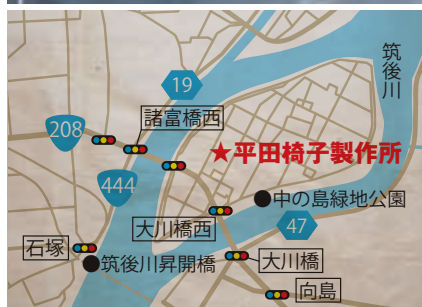 筑後川
19
諸富橋西
208
★平田椅子製作所
444
中の島緑地公園
大川橋西
47
石塚
筑後川昇開橋
大川橋
向島